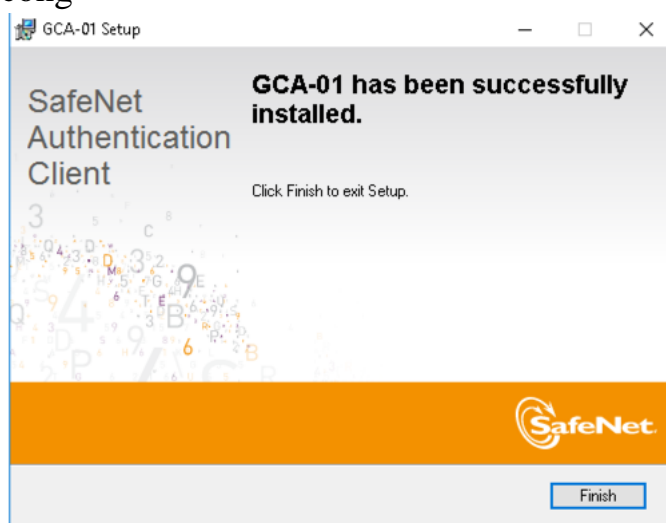 cong
GCA-01 Setup
SafeNet
Authentication
Client
GCA-01 has been successfully
installed.
Click Finish to exit Setup.
SafeNet.
Finish